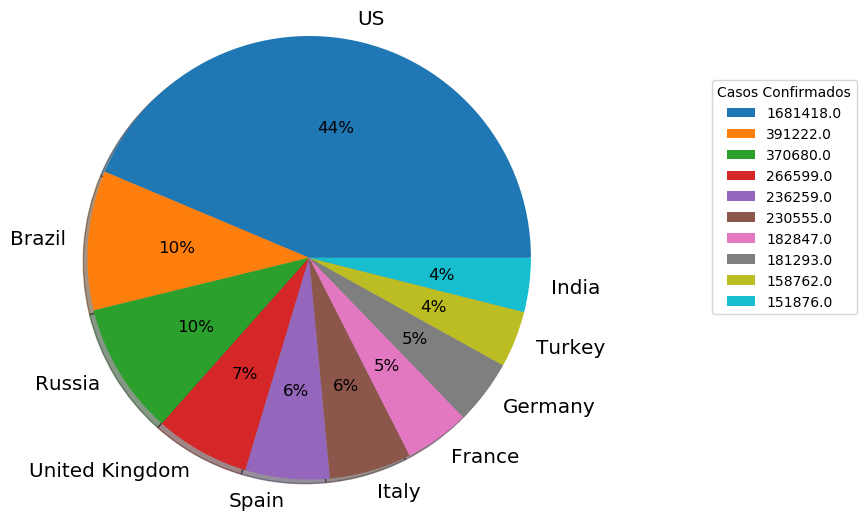 US
44%
Brazil
10%
Russia
10%
United Kingdom
7%
Spain
6%
Italy
6%
France
5%
Germany
5%
Turkey
4%
India
4%
Casos Confirmados
1681418.0
391222.0
370680.0
266599.0
236259.0
230555.0
182847.0
181293.0
158762.0
151876.0